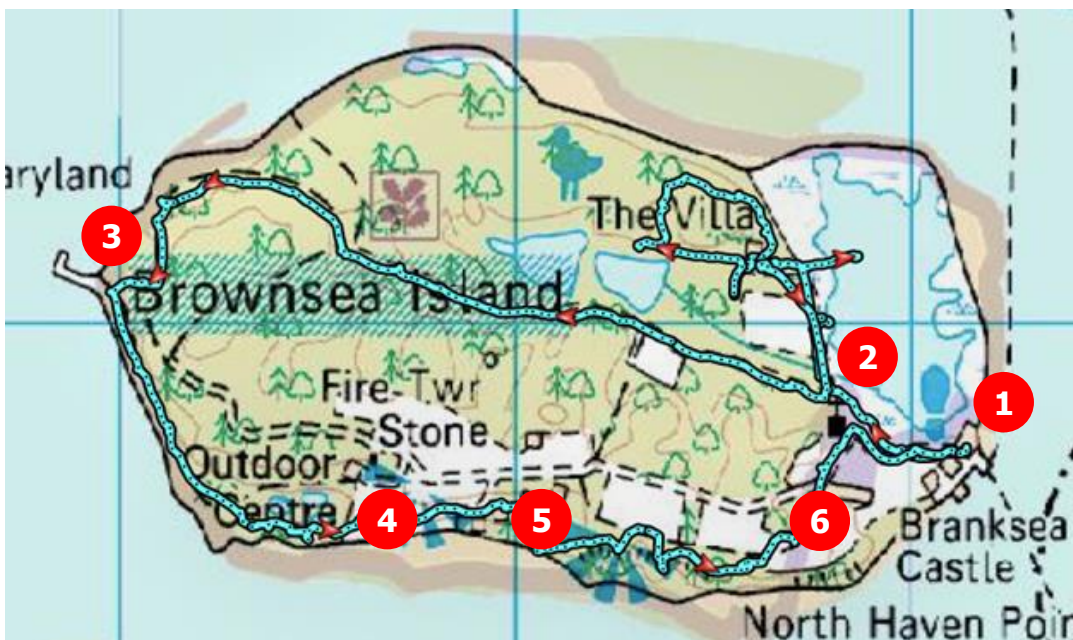 aryland
3
The Villa
Brownsea Island
2
1
Fire Twr
Stone
Outdoor
Centre
4
5
6
Branksea
Castle
North Haven Poin